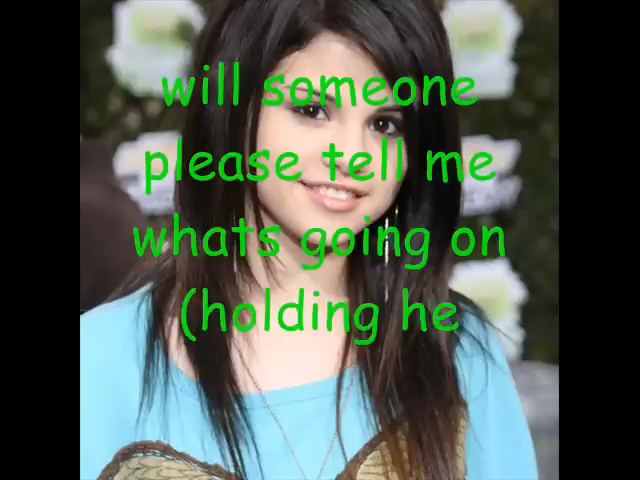 will someone
please tell me
whats going on
(holding he